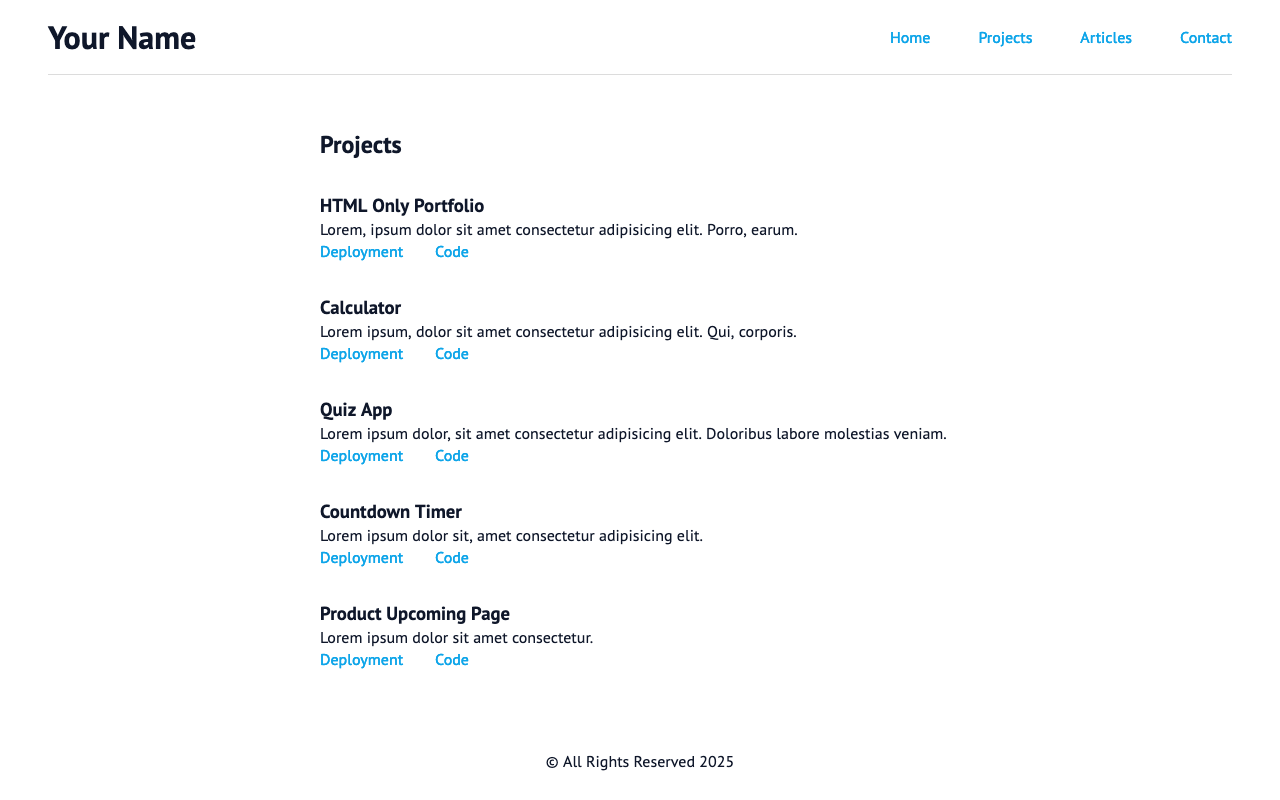 Your Name
Home Projects Articles Contact
Projects
HTML Only Portfolio
Lorem, ipsum dolor sit amet consectetur adipisicing elit. Porro, earum.
Deployment Code
Calculator
Lorem ipsum, dolor sit amet consectetur adipisicing elit. Qui, corporis.
Deployment Code
Quiz App
Lorem ipsum dolor, sit amet consectetur adipisicing elit. Doloribus labore molestias veniam.
Deployment Code
Countdown Timer
Lorem ipsum dolor sit, amet consectetur adipisicing elit.
Deployment Code
Product Upcoming Page
Lorem ipsum dolor sit amet consectetur.
Deployment Code
© All Rights Reserved 2025